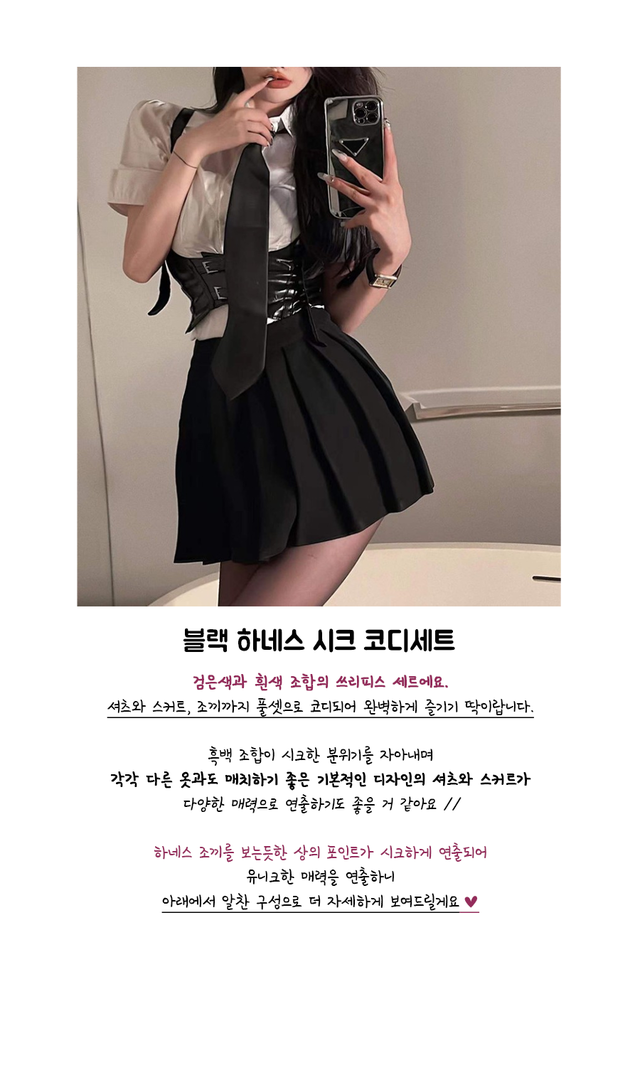 블랙 하네스 시크 코디세트
검은색과 흰색 조합의 쓰리피스 세트에요.
셔츠와 스커트, 조끼까지 풀셋으로 코디되어 완벽하게 즐기기 딱이랍니다.
흑백 조합이 시크한 분위기를 자아내며
각각 다른 옷과도 매치하기 좋은 기본적인 디자인의 셔츠와 스커트가
다양한 매력으로 연출하기도 좋을 거 같아요 //
하네스 조끼를 보는듯한 상의 포인트가 시크하게 연출되어
유니크한 매력을 연출하니
아래에서 알찬 구성으로 더 자세하게 보여드릴게요 ♥